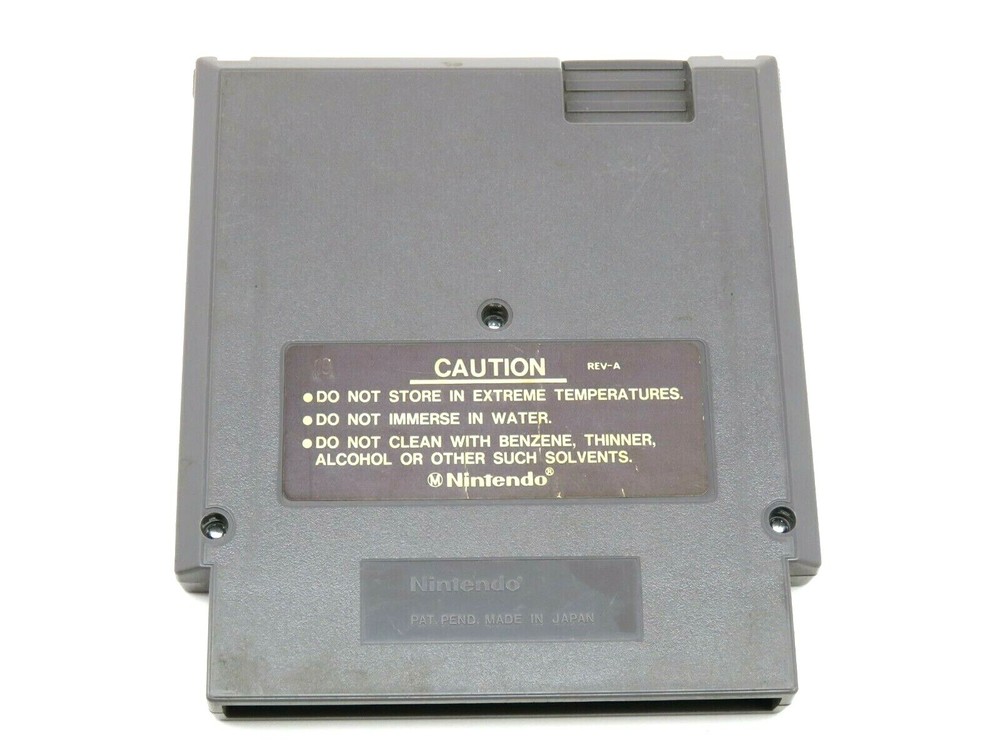 CAUTION REV-A
●DO NOT STORE IN EXTREME TEMPERATURES.
●DO NOT IMMERSE IN WATER.
●DO NOT CLEAN WITH BENZENE, THINNER,
ALCOHOL OR OTHER SUCH SOLVENTS.
Ⓜ Nintendo®
Nintendo®
PAT. PEND. MADE IN JAPAN